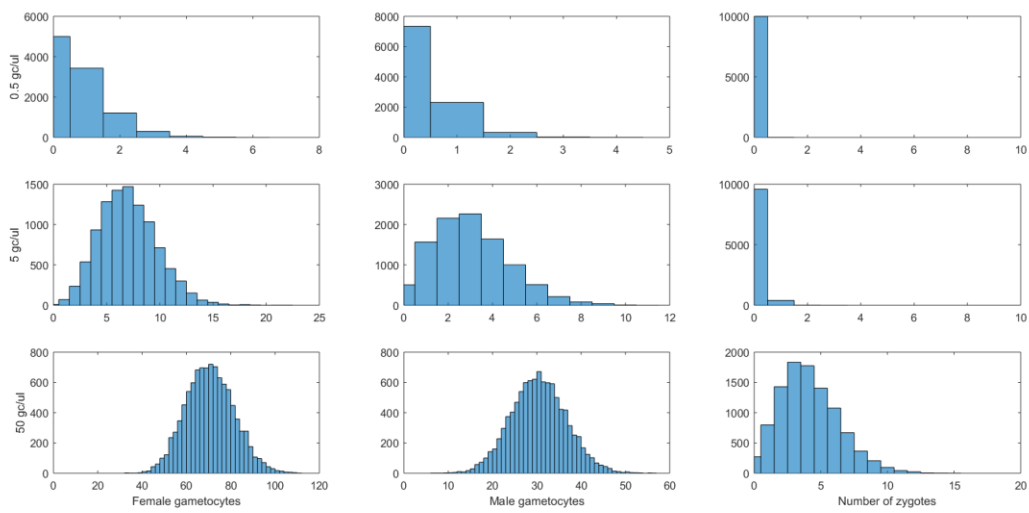 6000
4000
2000
0
0 2 4 6 8
0.5 gc/ul
8000
6000
4000
2000
0
0 1 2 3 4 5
10000
5000
0
0 2 4 6 8 10
1500
1000
500
0
0 5 10 15 20 25
5 gc/ul
3000
2000
1000
0
0 2 4 6 8 10 12
10000
5000
0
0 2 4 6 8 10
800
600
400
200
0
0 20 40 60 80 100 120
50 gc/ul
Female gametocytes
800
600
400
200
0
0 10 20 30 40 50 60
Male gametocytes
2000
1500
1000
500
0
0 5 10 15 20
Number of zygotes